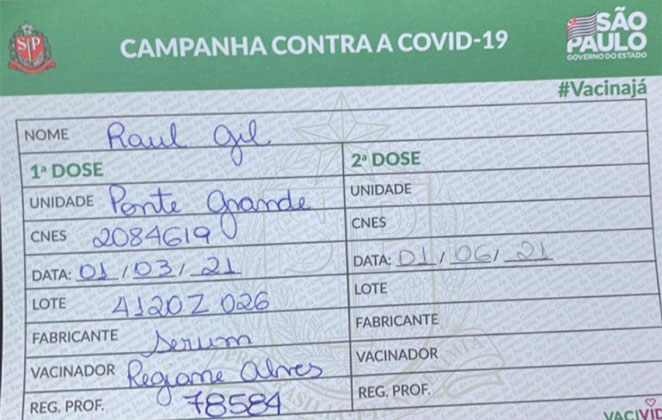 SP
CAMPANHA CONTRA A COVID-19
SÃO
PAULO
GOVERNO DO ESTADO
#Vacinajá
NOME Raul Gil
1ª DOSE
UNIDADE Ponte Grande
CNES 2084619
DATA: 01/03/21
LOTE 4120Z026
FABRICANTE Serum
VACINADOR Regiane Alves
REG. PROF. 78584
2ª DOSE
UNIDADE
CNES
DATA: 01/06/21
LOTE
FABRICANTE
VACINADOR
REG. PROF.